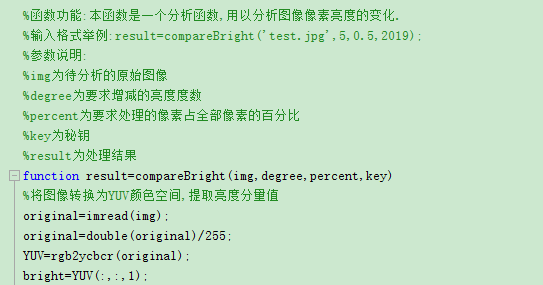 %函数功能:本函数是一个分析函数,用以分析图像像素亮度的变化.
%输入格式举例:result=compareBright('test.jpg',5,0.5,2019);
%参数说明:
%img为待分析的原始图像
%degree为要求增减的亮度度数
%percent为要求处理的像素占全部像素的百分比
%key为秘钥
%result为处理结果
function result=compareBright(img,degree,percent,key)
%将图像转换为YUV颜色空间,提取亮度分量值
original=imread(img);
original=double(original)/255;
YUV=rgb2ycbcr(original);
bright=YUV(:,:,1);